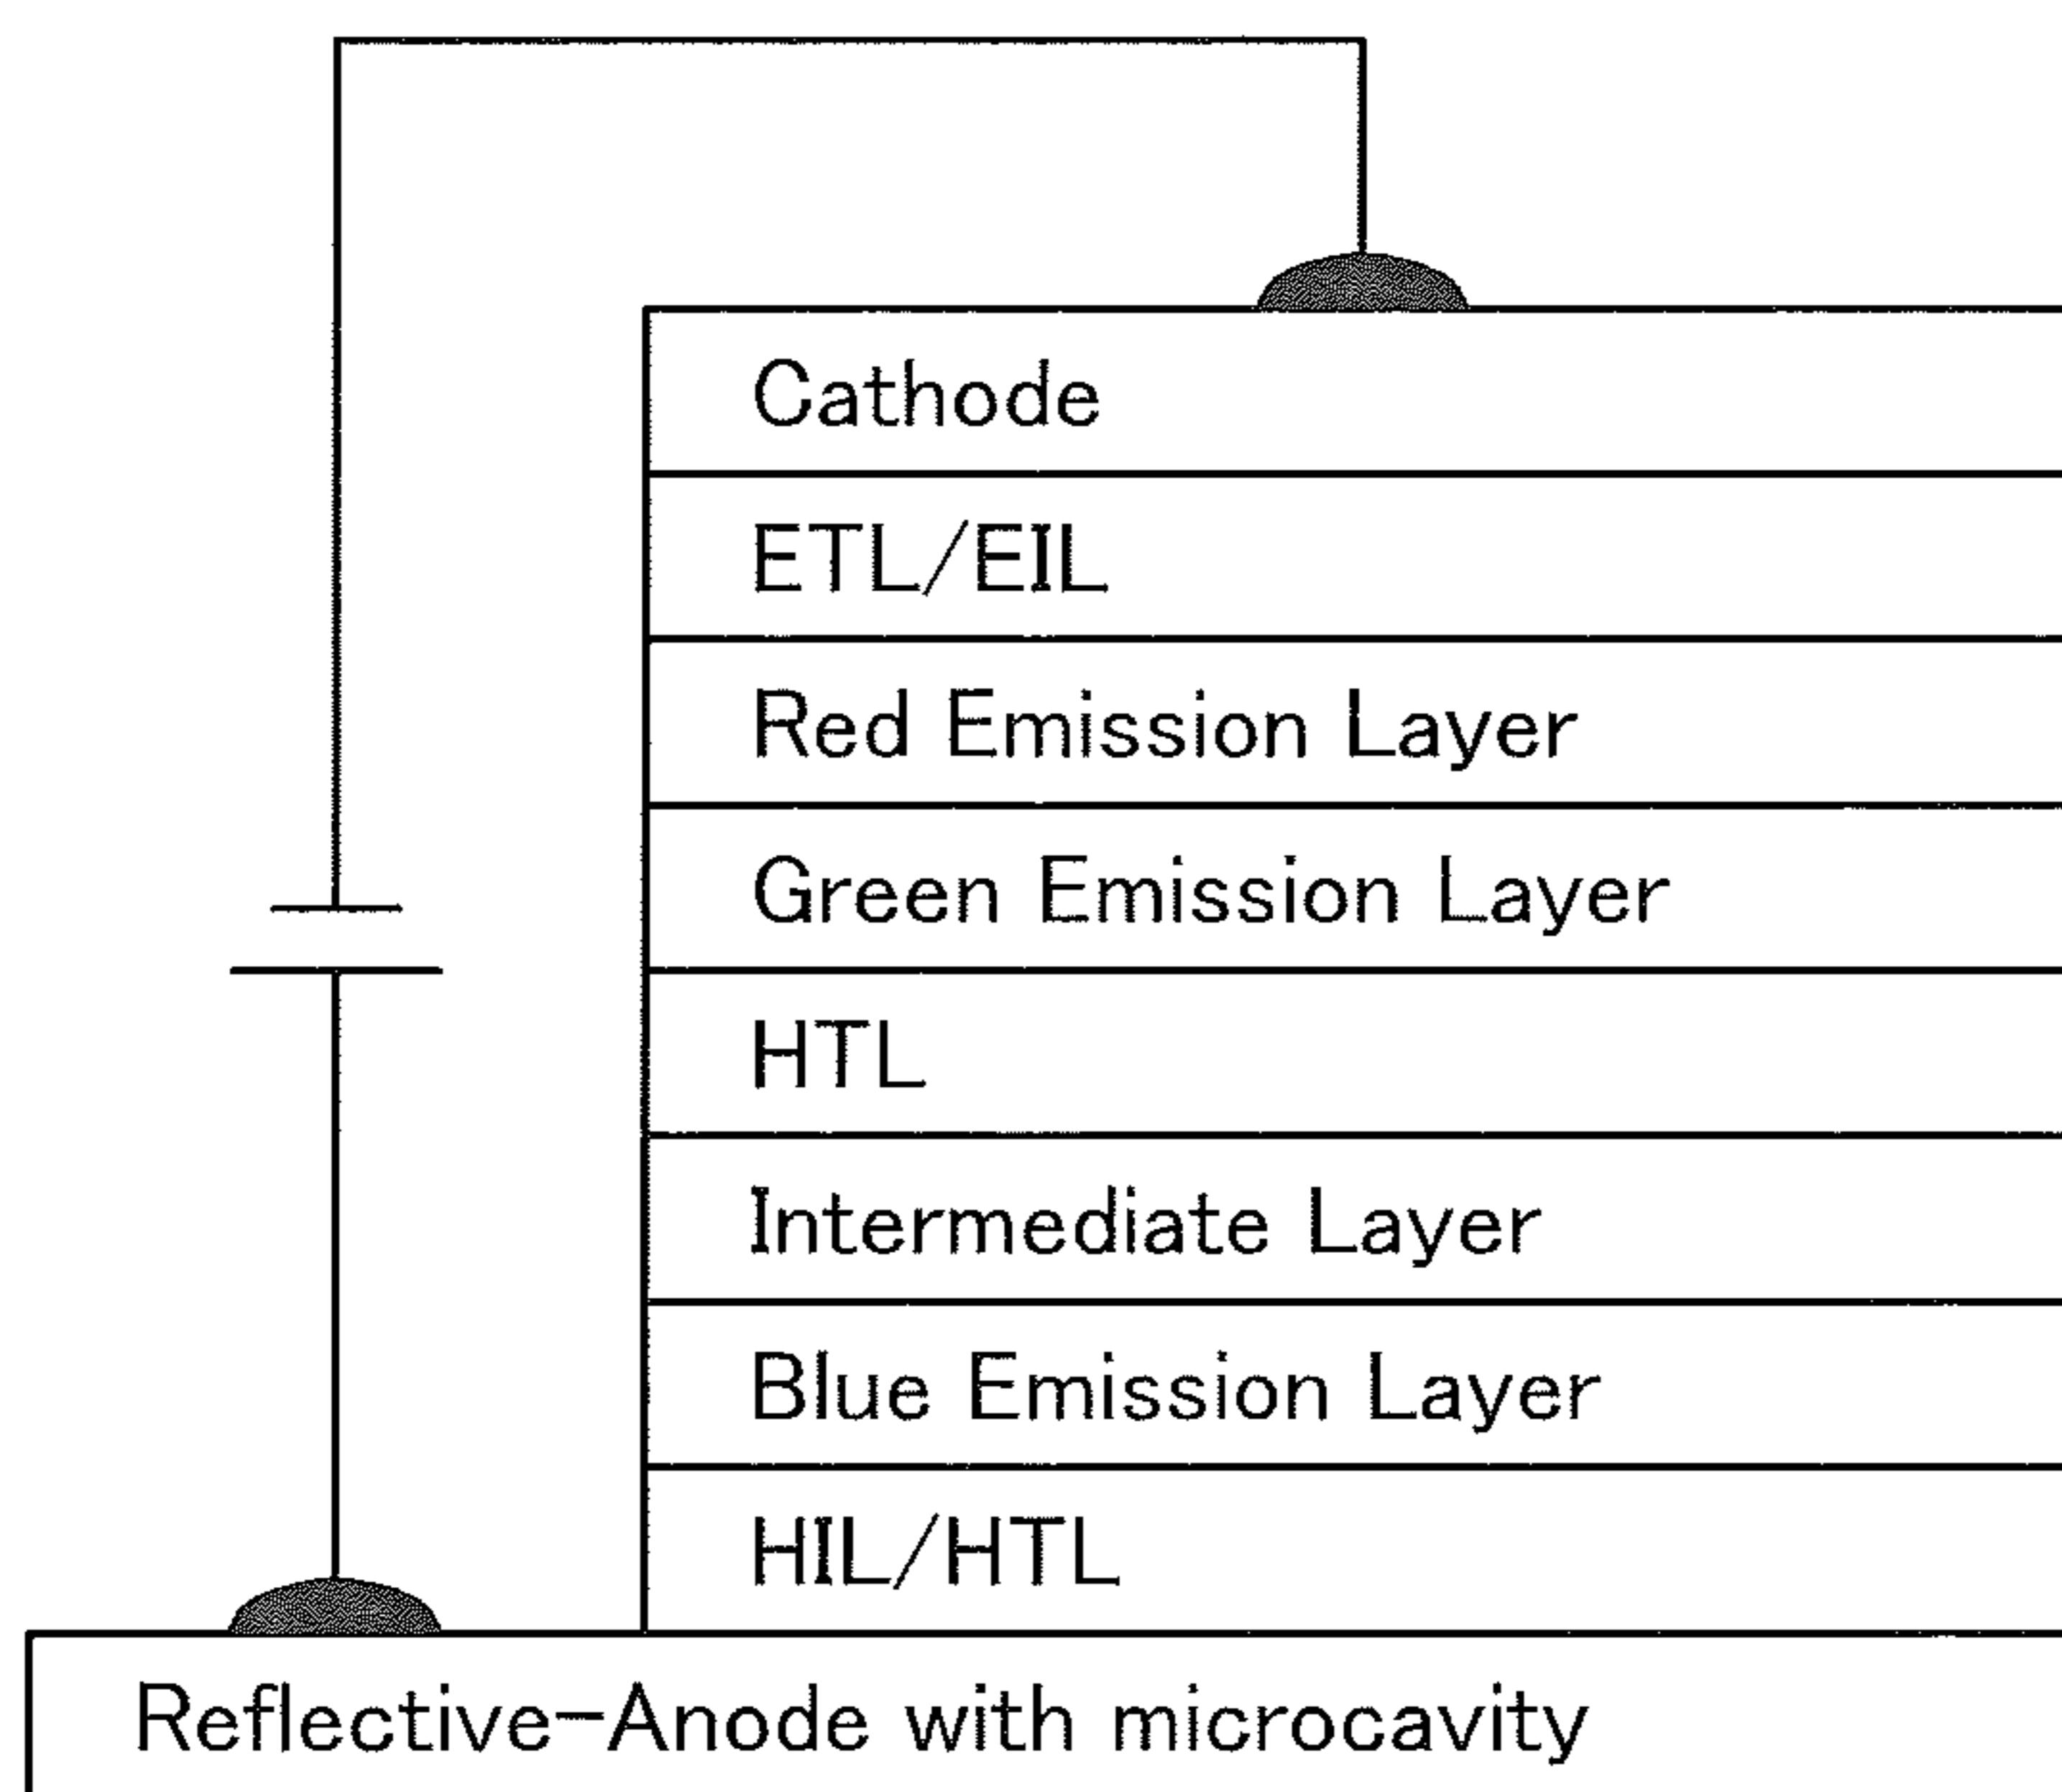 Cathode
ETL/EIL
Red Emission Layer
Green Emission Layer
HTL
Intermediate Layer
Blue Emission Layer
HIL/HTL
Reflective-Anode with microcavity